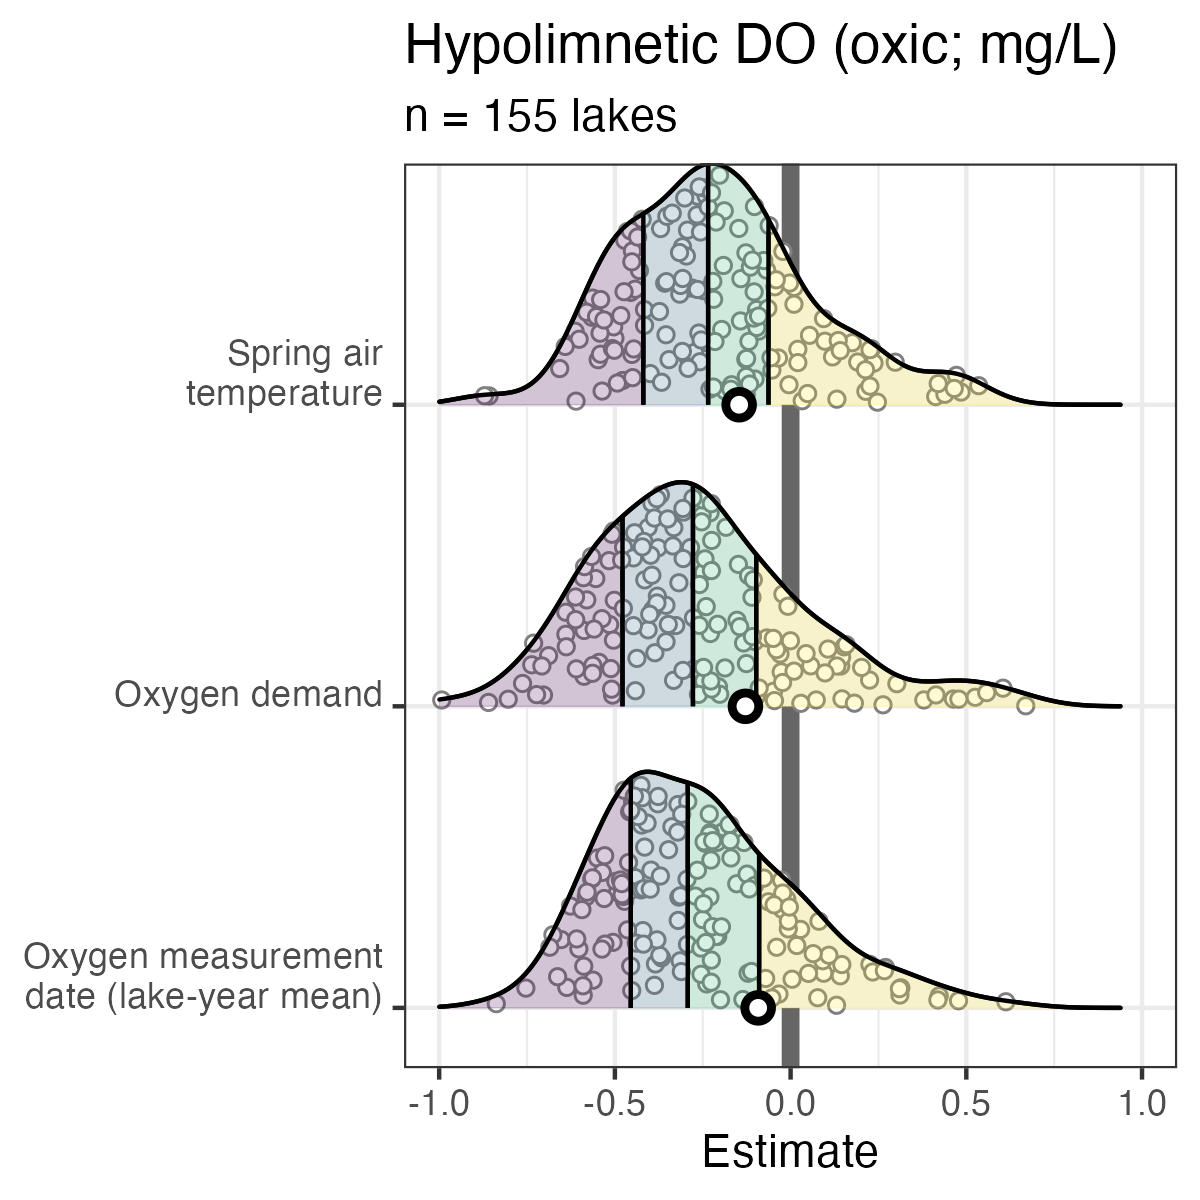 Hypolimnetic DO (oxic; mg/L)
n = 155 lakes
Spring air
temperature
Oxygen demand
Oxygen measurement
date (lake-year mean)
-1.0 -0.5 0.0 0.5 1.0
Estimate